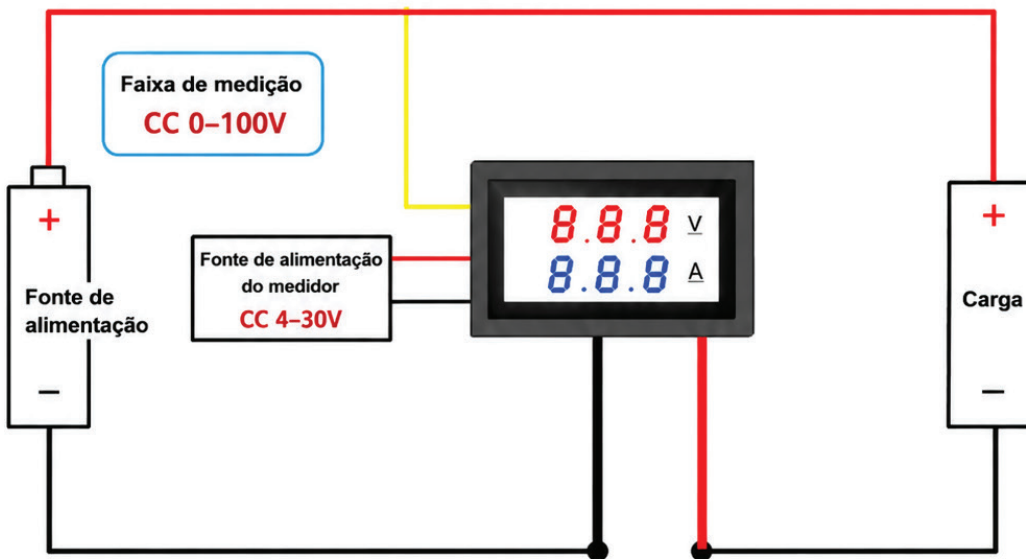 Faixa de medição
CC 0–100V
+
Fonte de
alimentação
–
Fonte de alimentação
do medidor
CC 4–30V
8.8.8 V
8.8.8 A
+
Carga
–